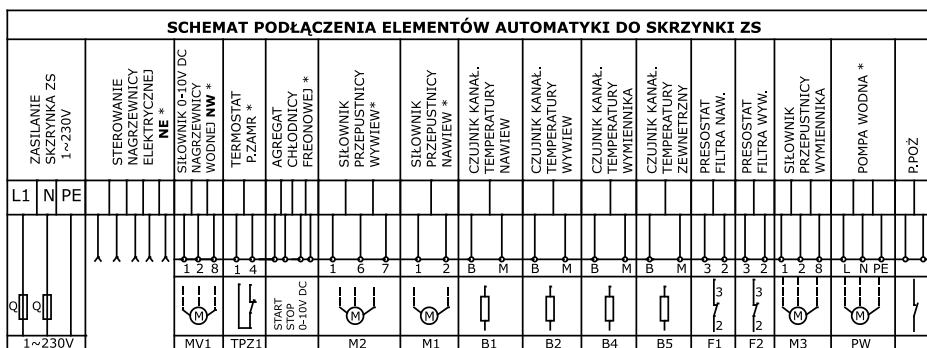 SCHEMAT PODŁĄCZENIA ELEMENTÓW AUTOMATYKI DO SKRZYNKI ZS
ZASILANIE
SKRZYNKA ZS
1~230V
STEROWANIE
NAGRZEWNICY
ELEKTRYCZNEJ
NE *
SIŁOWNIK 0-10V DC
NAGRZEWNICY
WODNEJ NW *
TERMOSTAT
P.ZAMR *
AGREGAT
CHŁODNICY
FREONOWEJ *
SIŁOWNIK
PRZEPUSTNICY
WYWIEW*
SIŁOWNIK
PRZEPUSTNICY
NAWIEW *
CZUJNIK KANAŁ.
TEMPERATURY
NAWIEW
CZUJNIK KANAŁ.
TEMPERATURY
WYWIEW
CZUJNIK KANAŁ.
TEMPERATURY
WYMIENNIKA
CZUJNIK KANAŁ.
TEMPERATURY
ZEWNETRZNY
PRESOSTAT
FILTRA NAW.
PRESOSTAT
FILTRA WYW.
SIŁOWNIK
PRZEPUSTNICY
WYMIENNIKA
POMPA WODNA *
P.POŻ
L1 N PE
1 2 8 1 4 1 6 7 1 2 B M B M B M B M 3 2 3 2 1 2 8 L N PE
Q Q
M
START
STOP
0-10V DC
M
M
3
2
3
2
M
M
1~230V MV1 TPZ1 M2 M1 B1 B2 B4 B5 F1 F2 M3 PW